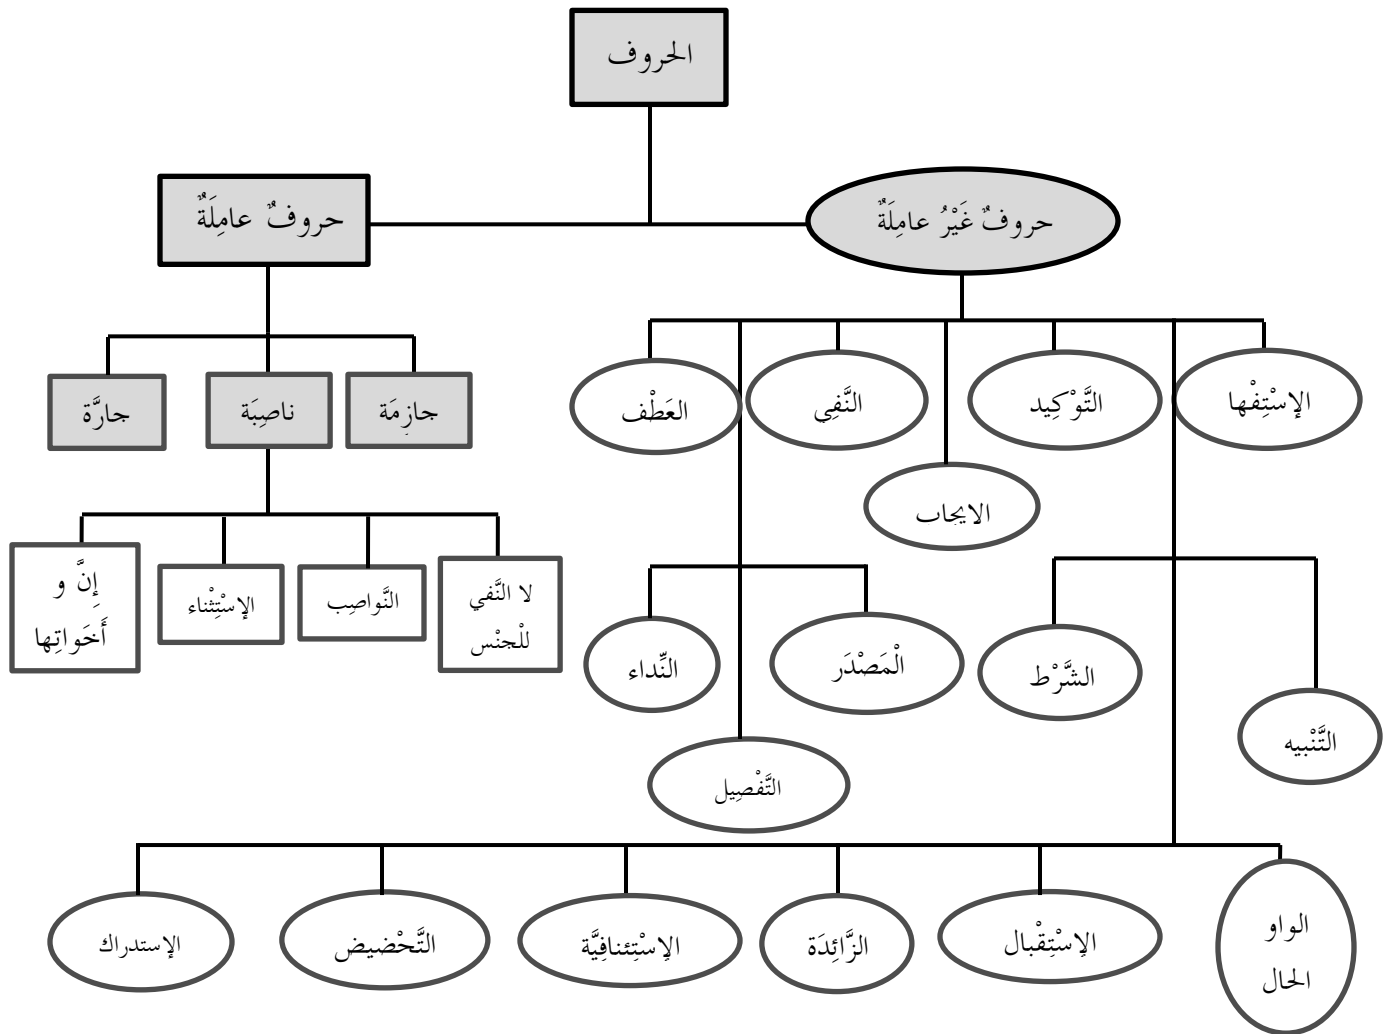 الحروف
حروفٌ غَيْرُ عامِلَةٌ
حروفٌ عامِلَةٌ
الإسْتِفْها
التَّوْكِيد
النَّفِي
العَطْف
الايجاب
جازِمَة
ناصِبَة
جارَّة
لا النَّفي
للْجنْس
النَّواصِب
الإسْتِثْناء
إِنَّ و
أَخَواتِها
التَّنْبيه
الشَّرْط
الْمَصْدَر
النِّداء
التَّفْصِيل
الواو
الحال
الإسْتِقْبال
الزَّائِدَة
الإسْتِئنافِيَّة
التَّحْضيض
الإستدراك